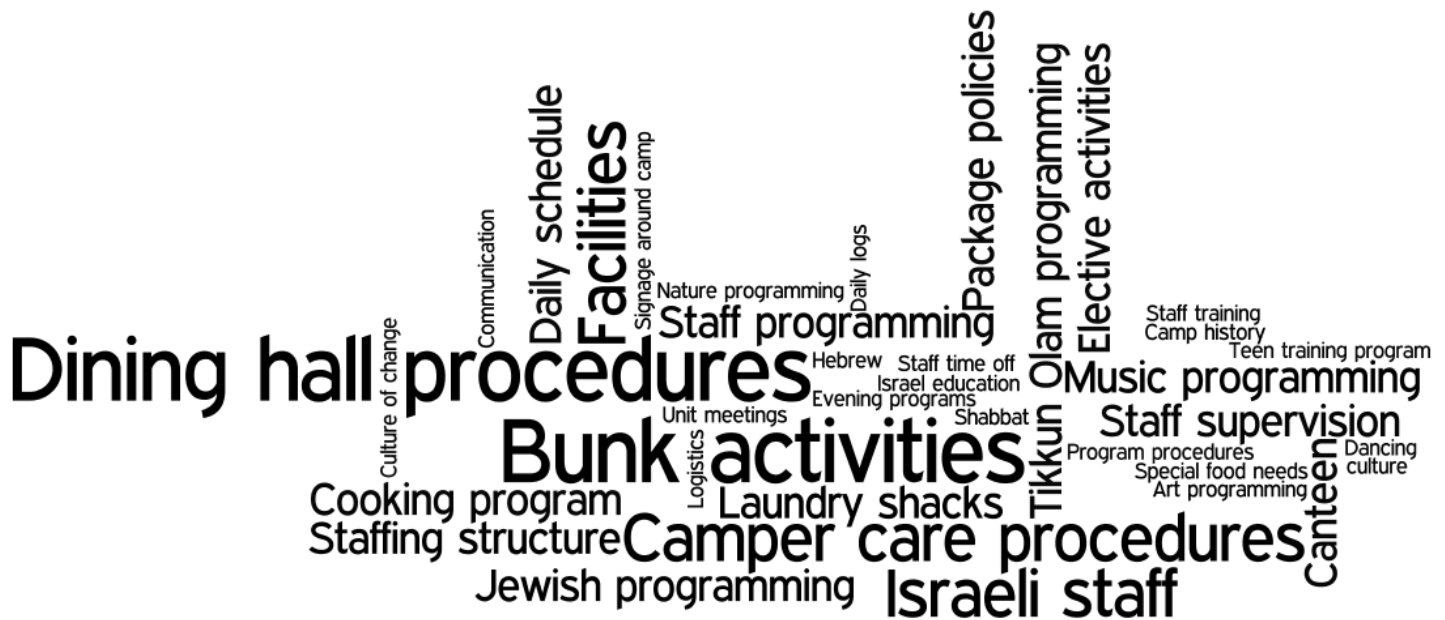 Package policies
Tikkun Olam programming
Elective activities
Daily schedule
Facilities
Signage around camp
Communication
Daily logs
Nature programming
Staff programming
Staff training
Camp history
Teen training program
Culture of change
Dining hall procedures
Hebrew
Staff time off
Israel education
Evening programs
Music programming
Unit meetings
Shabbat
Staff supervision
Bunk activities
Logistics
Program procedures
Dancing
culture
Special food needs
Art programming
Canteen
Cooking program
Laundry shacks
Staffing structure
Camper care procedures
Jewish programming
Israeli staff